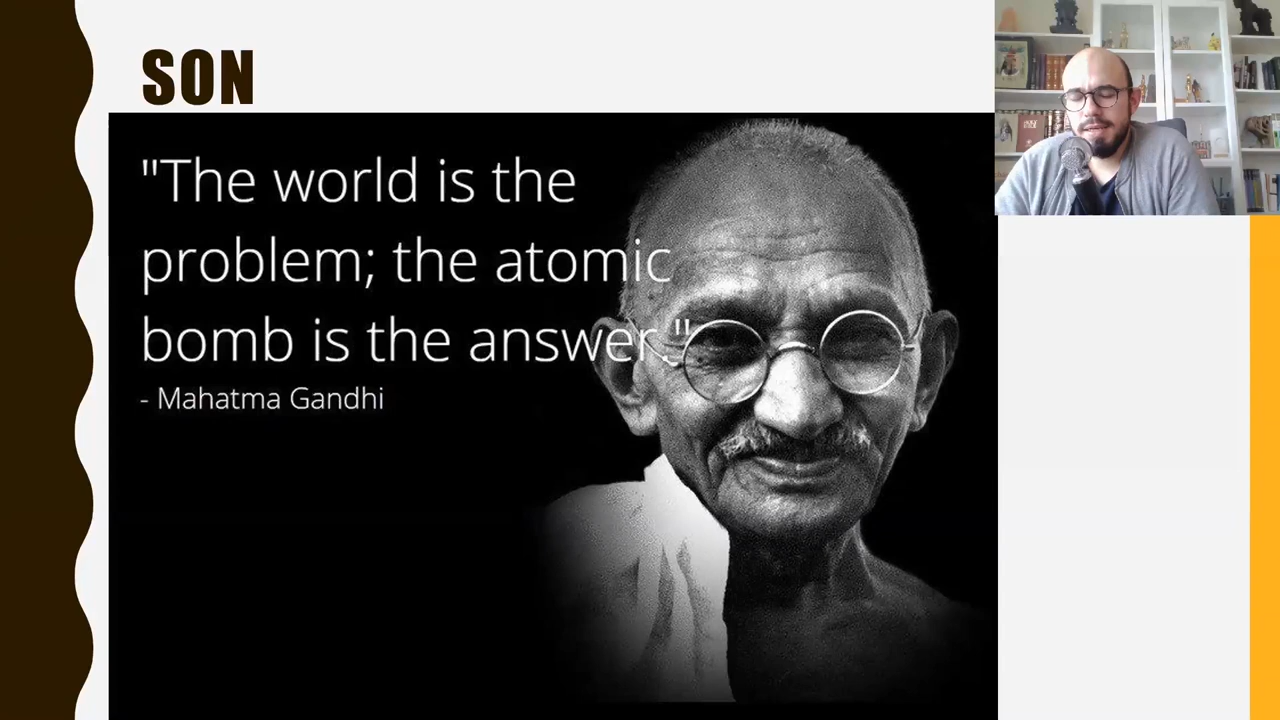 SON
"The world is the
problem; the atomic
bomb is the answer."
- Mahatma Gandhi